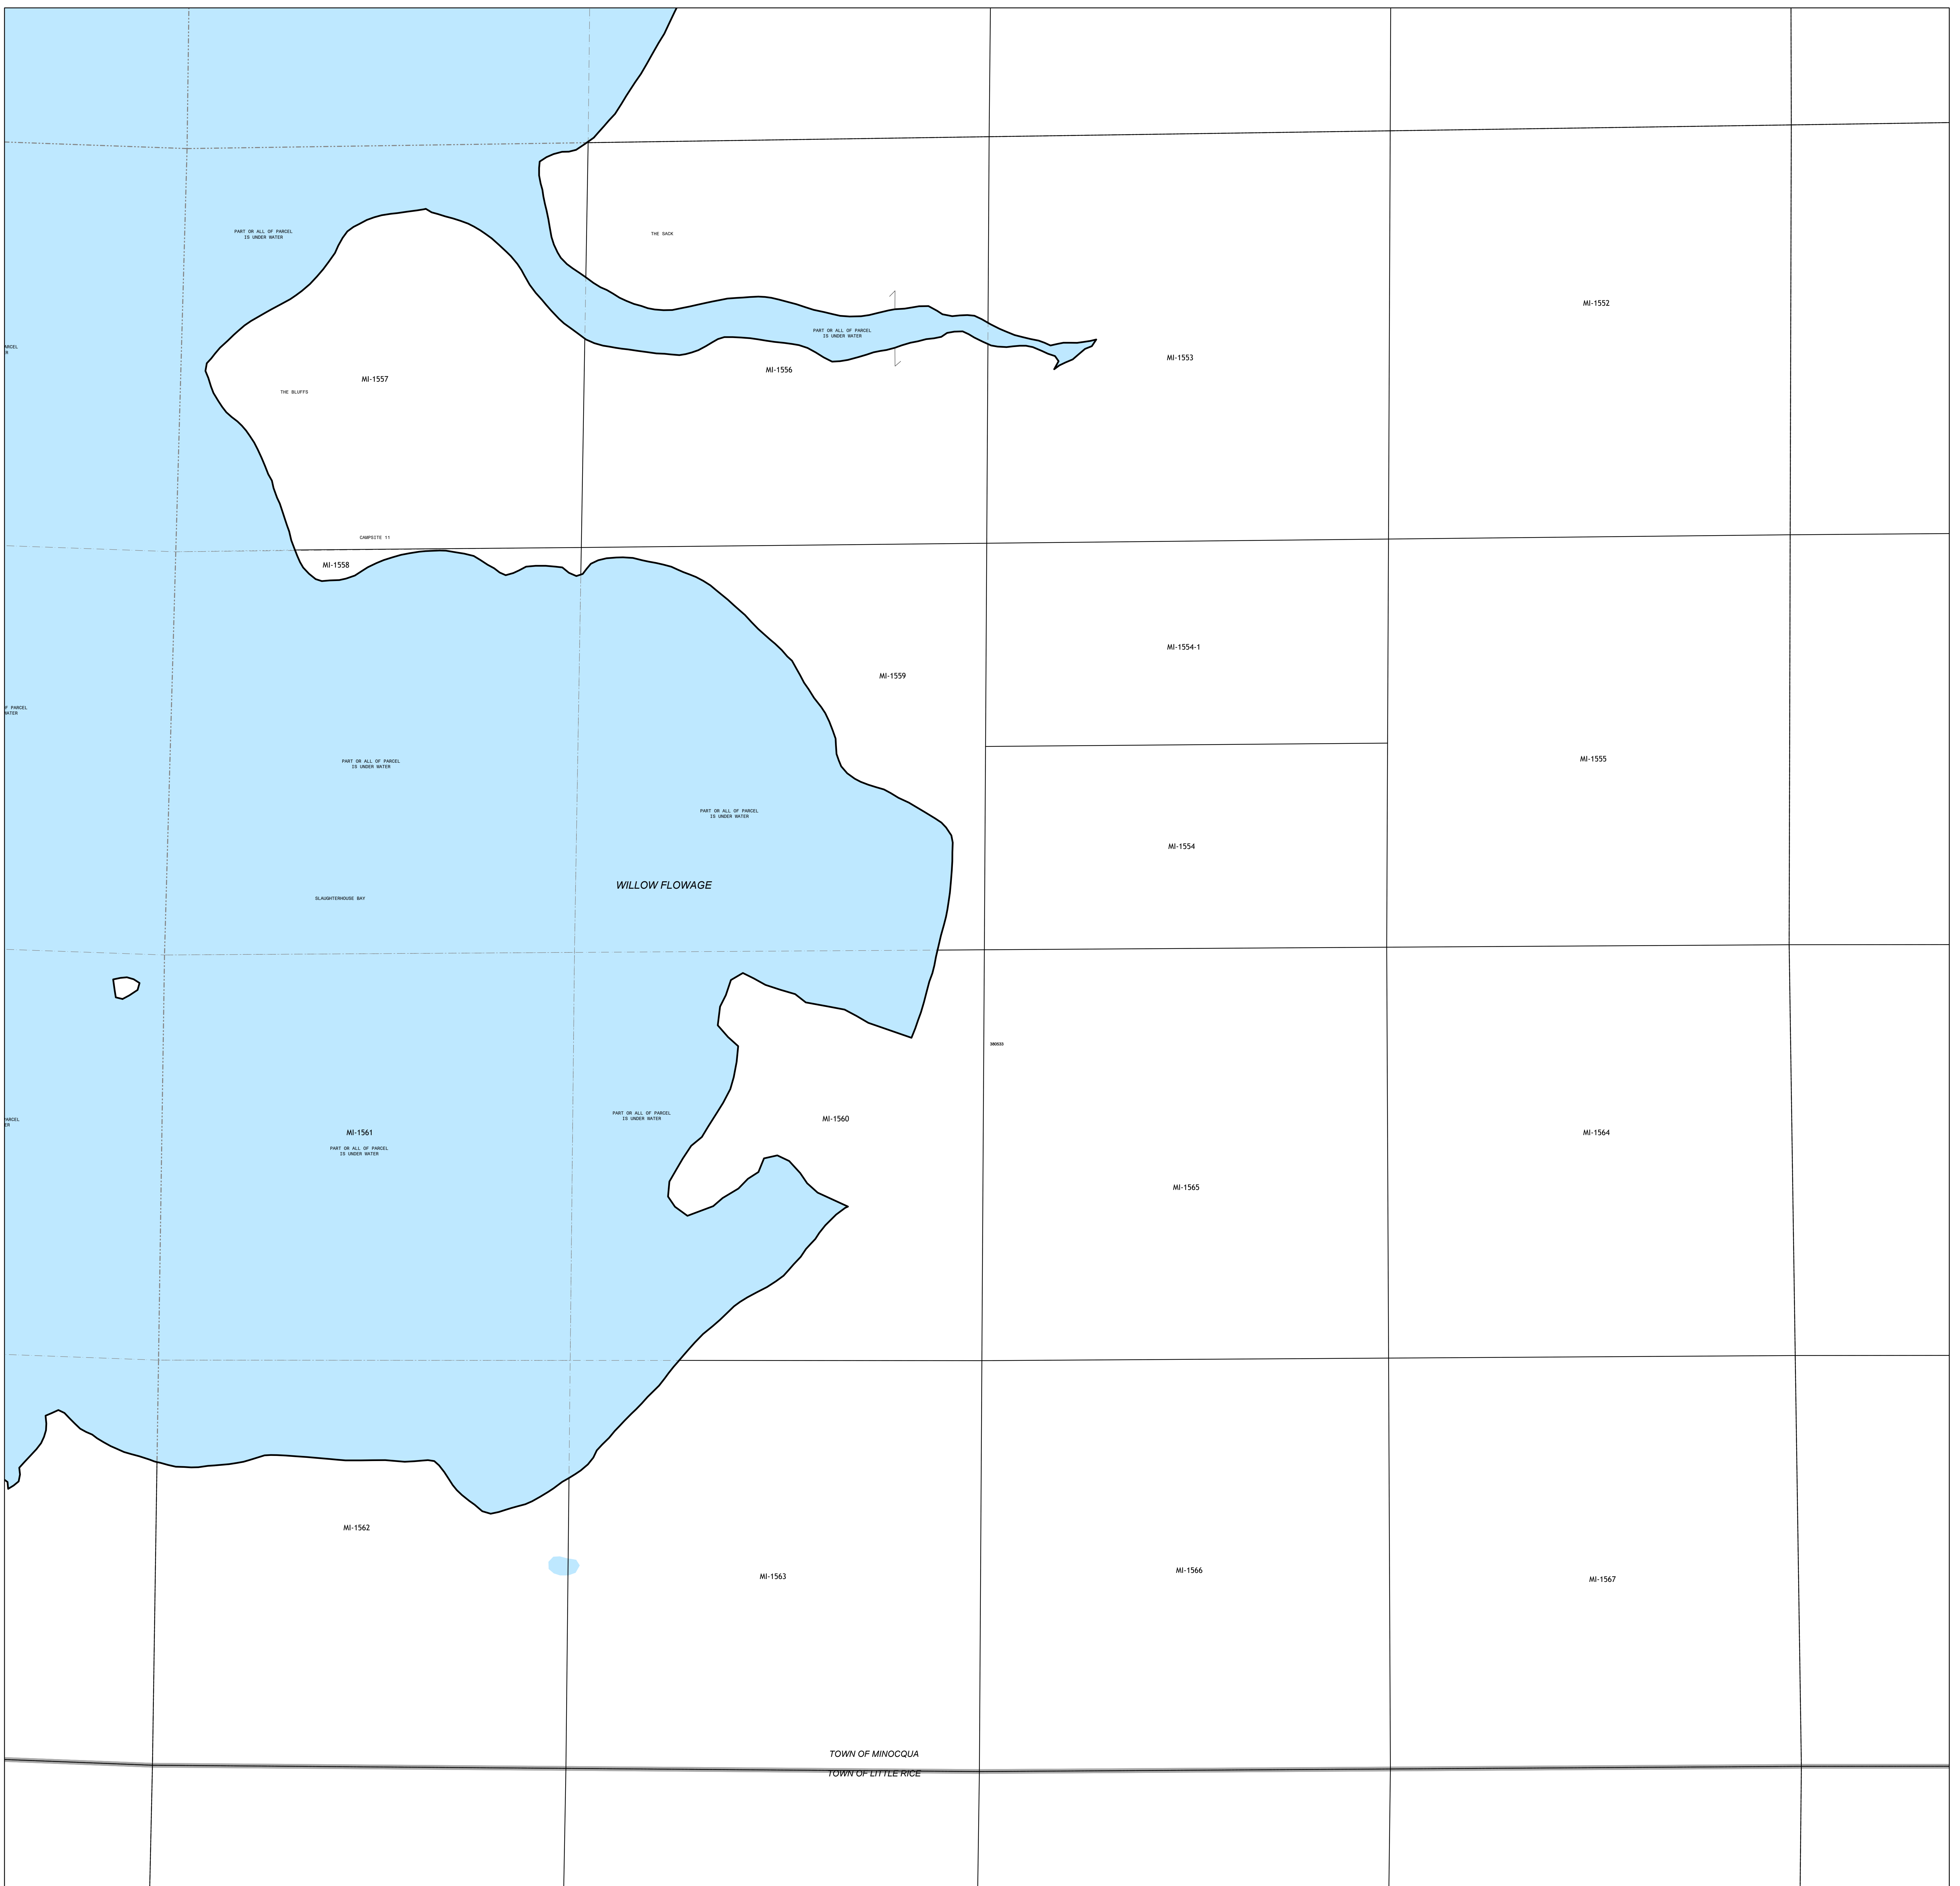 PART OR ALL OF PARCEL
IS UNDER WATER
THE SACK
MI-1552
PART OR ALL OF PARCEL
IS UNDER WATER
MI-1553
MI-1556
MI-1557
THE BLUFFS
CAMPSITE 11
MI-1558
MI-1554-1
MI-1559
F PARCEL
WATER
PART OR ALL OF PARCEL
IS UNDER WATER
MI-1555
PART OR ALL OF PARCEL
IS UNDER WATER
MI-1554
WILLOW FLOWAGE
SLAUGHTERHOUSE BAY
380533
PART OR ALL OF PARCEL
IS UNDER WATER
MI-1560
MI-1561
PART OR ALL OF PARCEL
IS UNDER WATER
MI-1564
MI-1565
MI-1562
MI-1563
MI-1566
MI-1567
TOWN OF MINOCQUA
TOWN OF LITTLE RICE